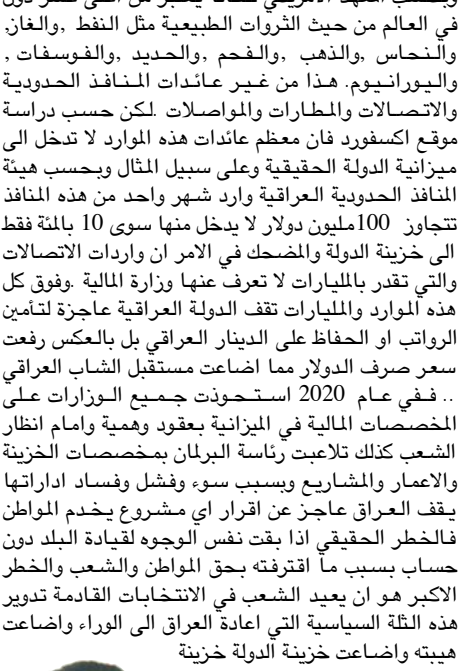 في العالم من حيث الثروات الطبيعية مثل النفط ,والغاز,
والنحاس ,والذهب ,والفحم ,والحديد ,والفوسفات ,
واليورانيوم. هذا من غير عائدات المنافذ الحدودية
والاتصالات والمطارات والمواصلات .لكن حسب دراسة
موقع اكسفورد فان معظم عائدات هذه الموارد لا تدخل الى
ميزانية الدولة الحقيقية وعلى سبيل المثال وبحسب هيئة
المنافذ الحدودية العراقية وارد شهر واحد من هذه المنافذ
تتجاوز 100مليون دولار لا يدخل منها سوى 10 بالمئة فقط
الى خزينة الدولة والمضحك في الامر ان واردات الاتصالات
والتي تقدر بالمليارات لا تعرف عنها وزارة المالية .وفوق كل
هذه الموارد والمليارات تقف الدولة العراقية عاجزة لتأمين
الرواتب او الحفاظ على الدينار العراقي بل بالعكس رفعت
سعر صرف الدولار مما اضاعت مستقبل الشاب العراقي
.. ففي عام 2020 استحوذت جميع الوزارات على
المخصصات المالية في الميزانية بعقود وهمية وامام انظار
الشعب كذلك تلاعبت رئاسة البرلمان بمخصصات الخزينة
والاعمار والمشاريع وبسبب سوء وفشل وفساد اداراتها
يقف العراق عاجز عن اقرار اي مشروع يخدم المواطن
فالخطر الحقيقي اذا بقت نفس الوجوه لقيادة البلد دون
حساب بسبب ما اقترفته بحق المواطن والشعب والخطر
الاكبر هو ان يعيد الشعب في الانتخابات القادمة تدوير
هذه الثلة السياسية التي اعادة العراق الى الوراء واضاعت
هيبته واضاعت خزينة الدولة خزينة